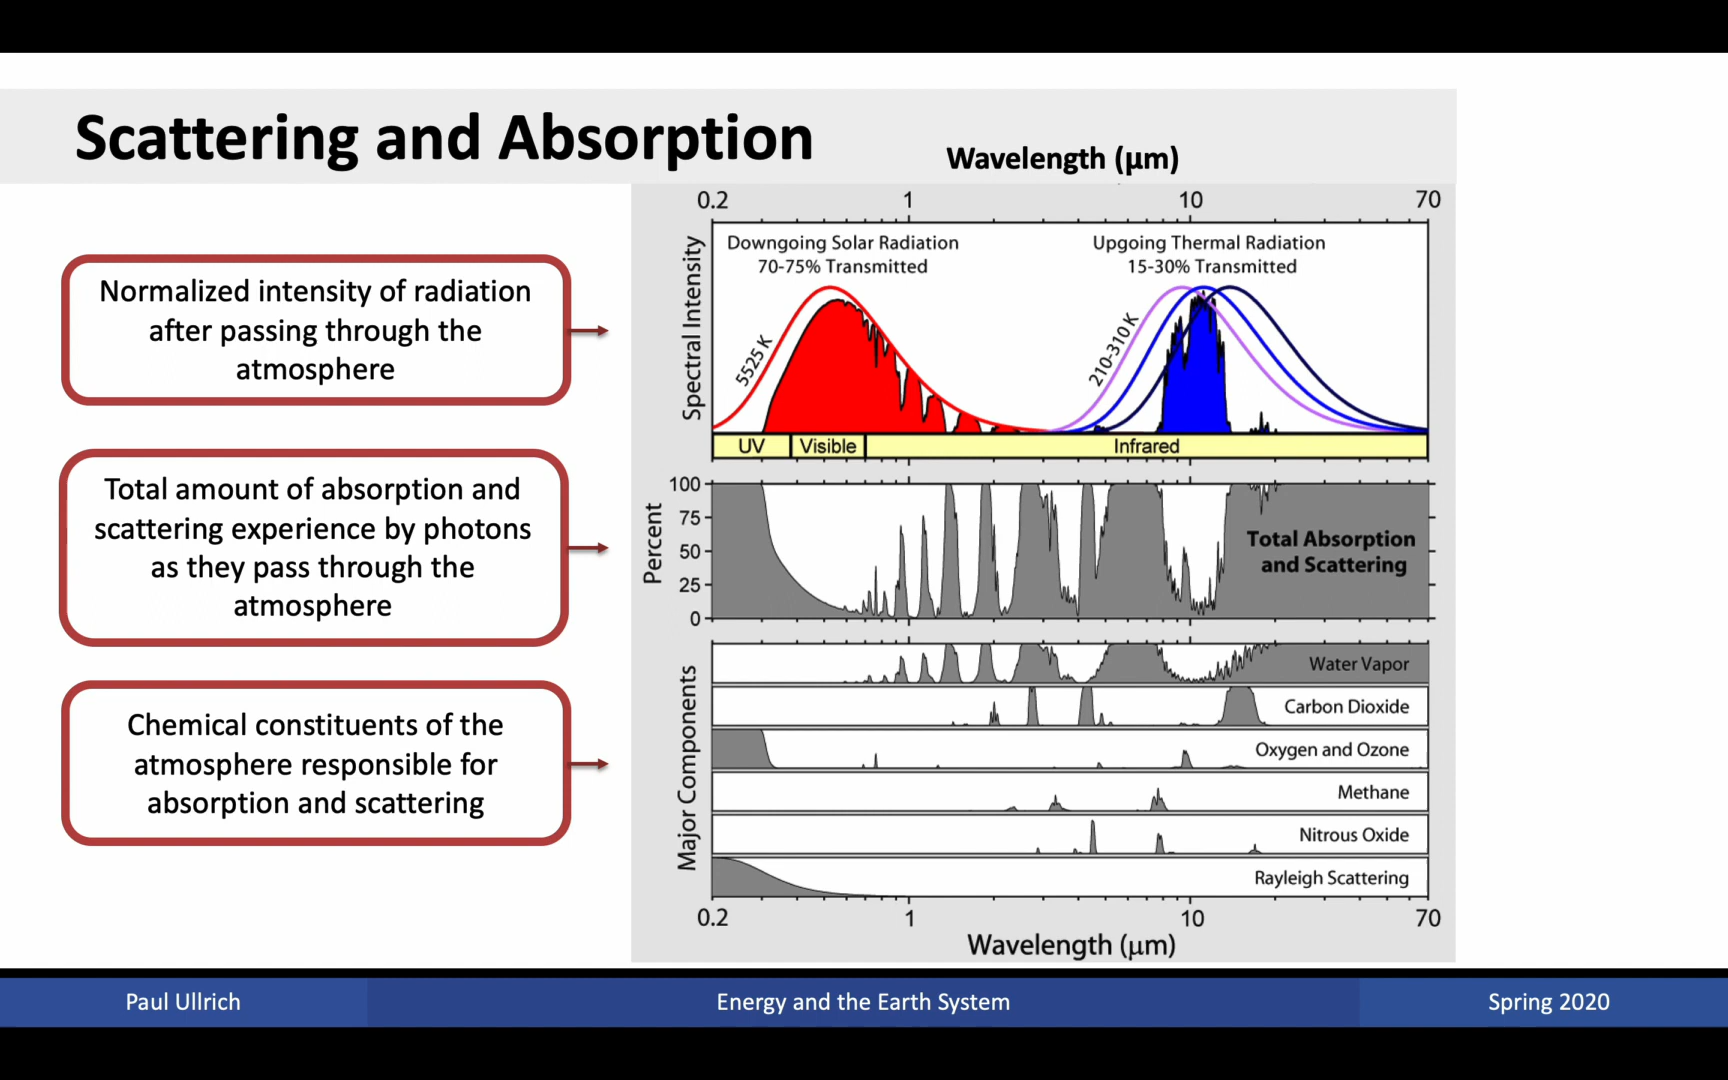 Scattering and Absorption
Wavelength (μm)
Normalized intensity of radiation
after passing through the
atmosphere
Total amount of absorption and
scattering experience by photons
as they pass through the
atmosphere
Chemical constituents of the
atmosphere responsible for
absorption and scattering
0.2 1 10 70
Spectral Intensity
Downgoing Solar Radiation
70-75% Transmitted
Upgoing Thermal Radiation
15-30% Transmitted
5525 K
210-310 K
UV Visible Infrared
Percent
100
75
50
25
0
Total Absorption
and Scattering
Major Components
Water Vapor
Carbon Dioxide
Oxygen and Ozone
Methane
Nitrous Oxide
Rayleigh Scattering
0.2 1 10 70
Wavelength (μm)
Paul Ullrich
Energy and the Earth System
Spring 2020